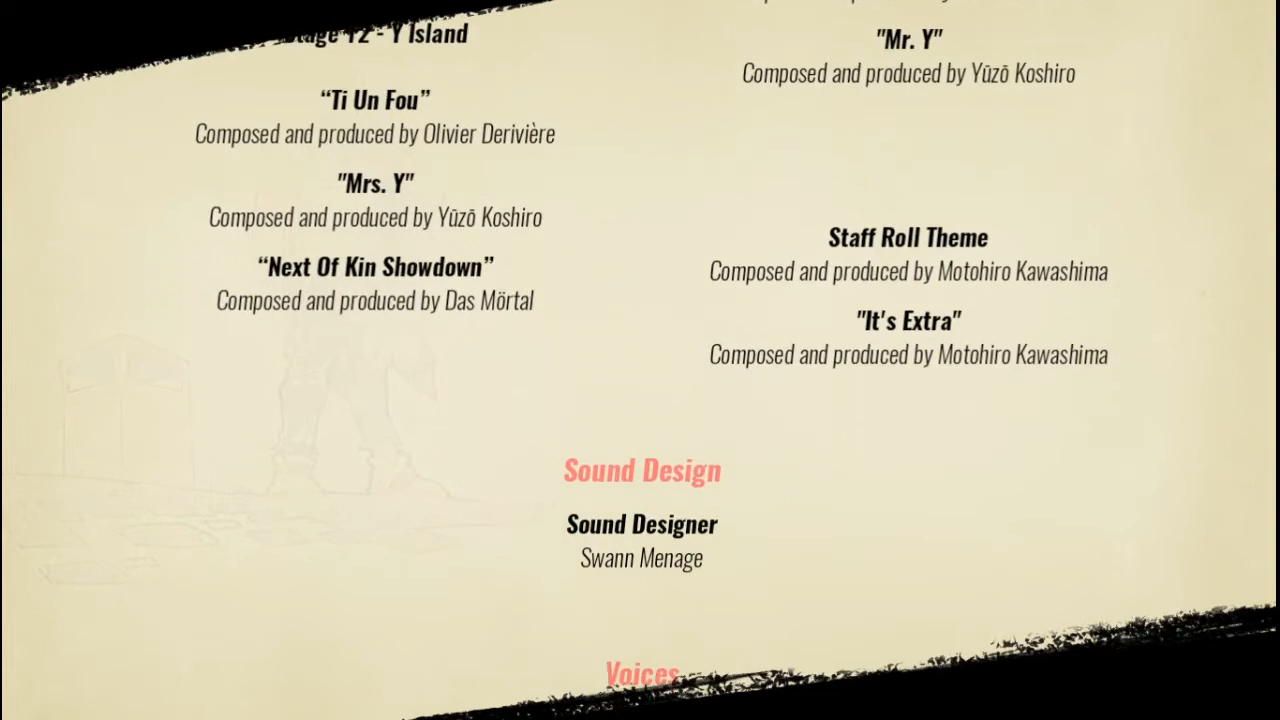 Stage 12 - Y Island
“Ti Un Fou”
Composed and produced by Olivier Derivière
"Mrs. Y"
Composed and produced by Yūzō Koshiro
“Next Of Kin Showdown”
Composed and produced by Das Mörtal
"Mr. Y"
Composed and produced by Yūzō Koshiro
Staff Roll Theme
Composed and produced by Motohiro Kawashima
"It's Extra"
Composed and produced by Motohiro Kawashima
Sound Design
Sound Designer
Swann Menage
Voices